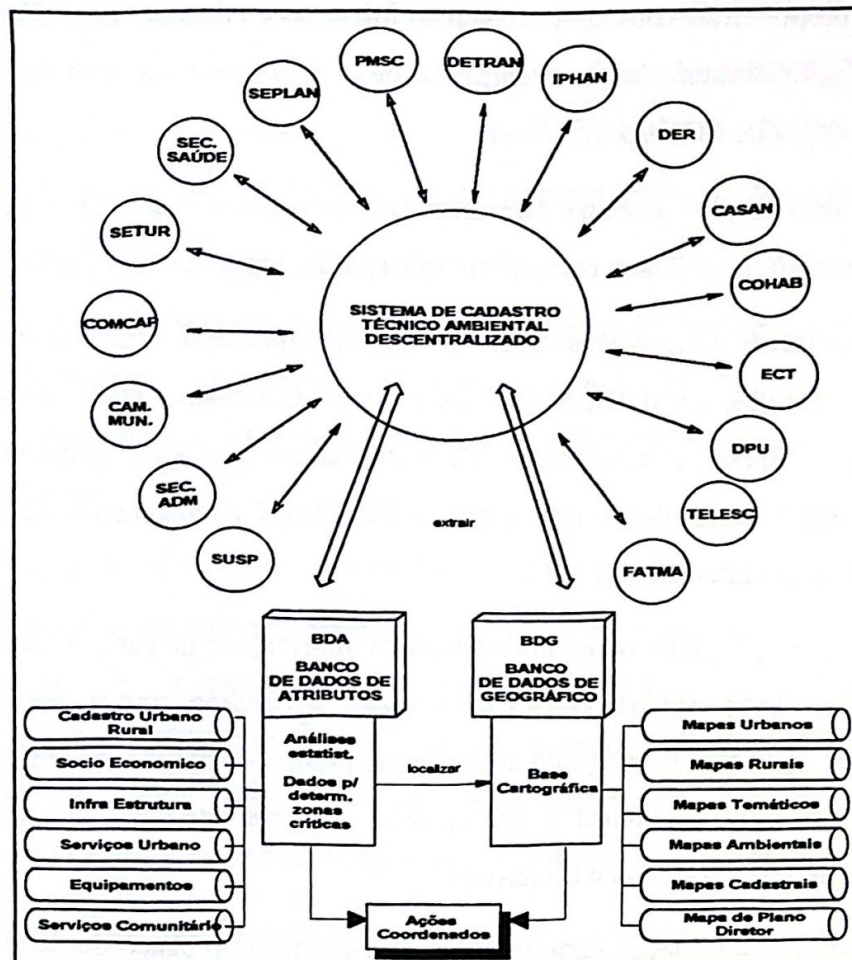 PMSC
DETRAN
IPHAN
SEPLAN
DER
SEC.
SAÚDE
CASAN
SETUR
COHAB
SISTEMA DE CADASTRO
TÉCNICO AMBIENTAL
DESCENTRALIZADO
COMCAP
ECT
CAM.
MUN.
DPU
SEC.
ADM
TELESC
extrair
SUSP
FATMA
BDA
BANCO
DE DADOS DE
ATRIBUTOS
BDG
BANCO
DE DADOS DE
GEOGRÁFICO
Cadastro Urbano
Rural
Socio Economico
Infra Estrutura
Serviços Urbano
Equipamentos
Serviços Comunitário
Análises
estatist.
Dados p/
determ.
zonas
críticas
localizar
Base
Cartográfica
Mapas Urbanos
Mapas Rurais
Mapas Temáticos
Mapas Ambientais
Mapas Cadastrais
Mapa de Plano
Diretor
Ações
Coordenados